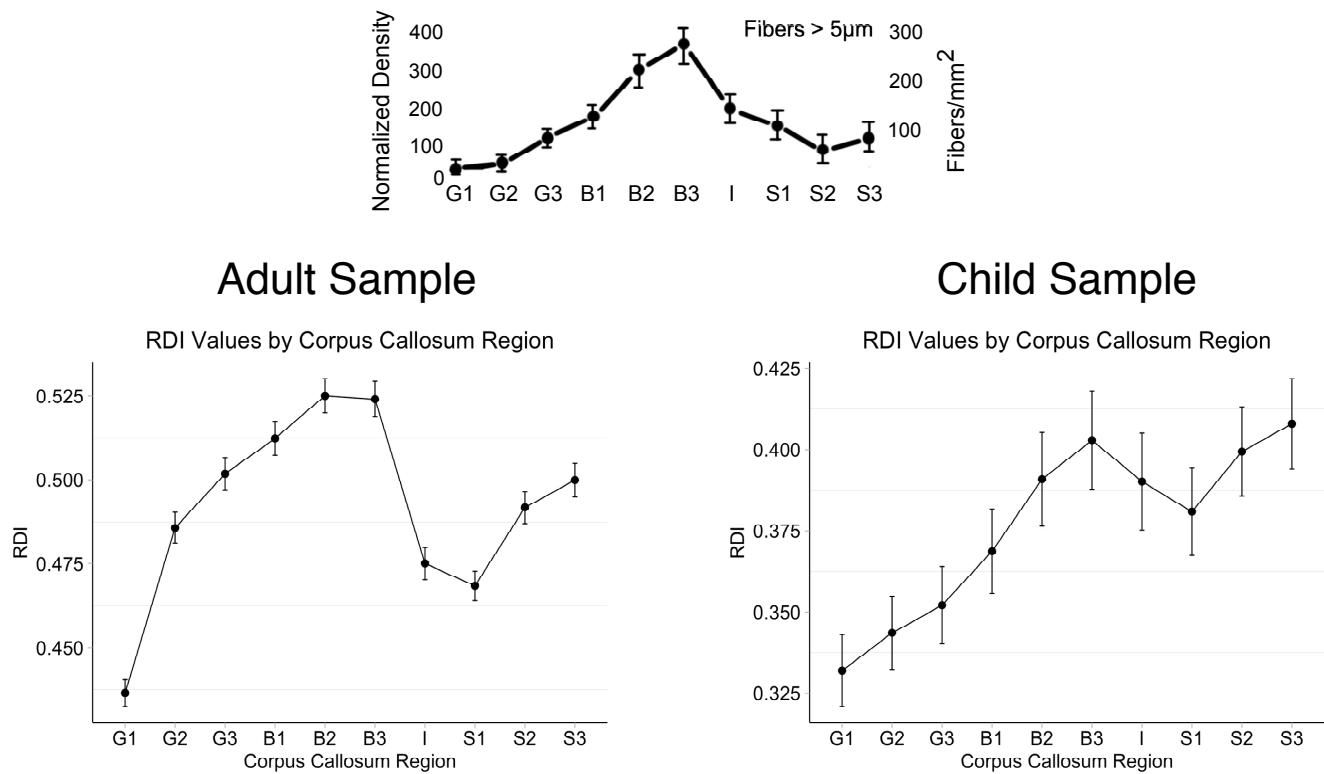 Normalized Density
400
300
200
100
0
Fibers > 5µm
300
200
100
Fibers/mm²
G1 G2 G3 B1 B2 B3 I S1 S2 S3
Adult Sample
RDI Values by Corpus Callosum Region
RDI
0.525
0.500
0.475
0.450
G1 G2 G3 B1 B2 B3 I S1 S2 S3
Corpus Callosum Region
Child Sample
RDI Values by Corpus Callosum Region
RDI
0.425
0.400
0.375
0.350
0.325
G1 G2 G3 B1 B2 B3 I S1 S2 S3
Corpus Callosum Region